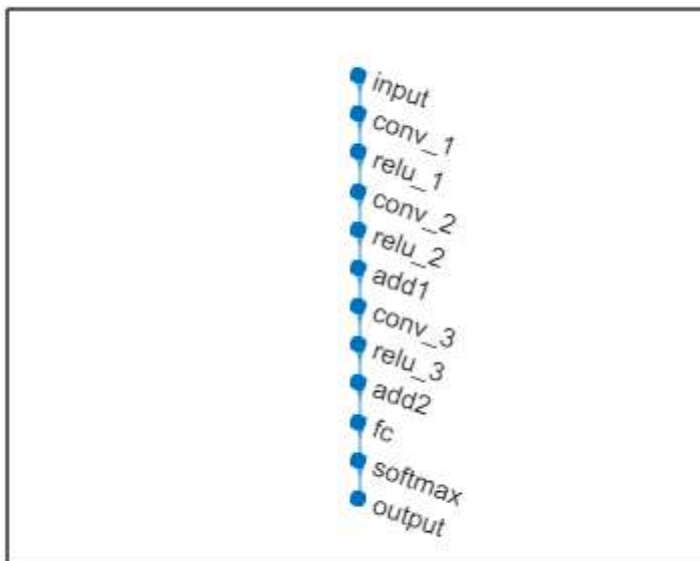 input
conv_1
relu_1
conv_2
relu_2
add1
conv_3
relu_3
add2
fc
softmax
output